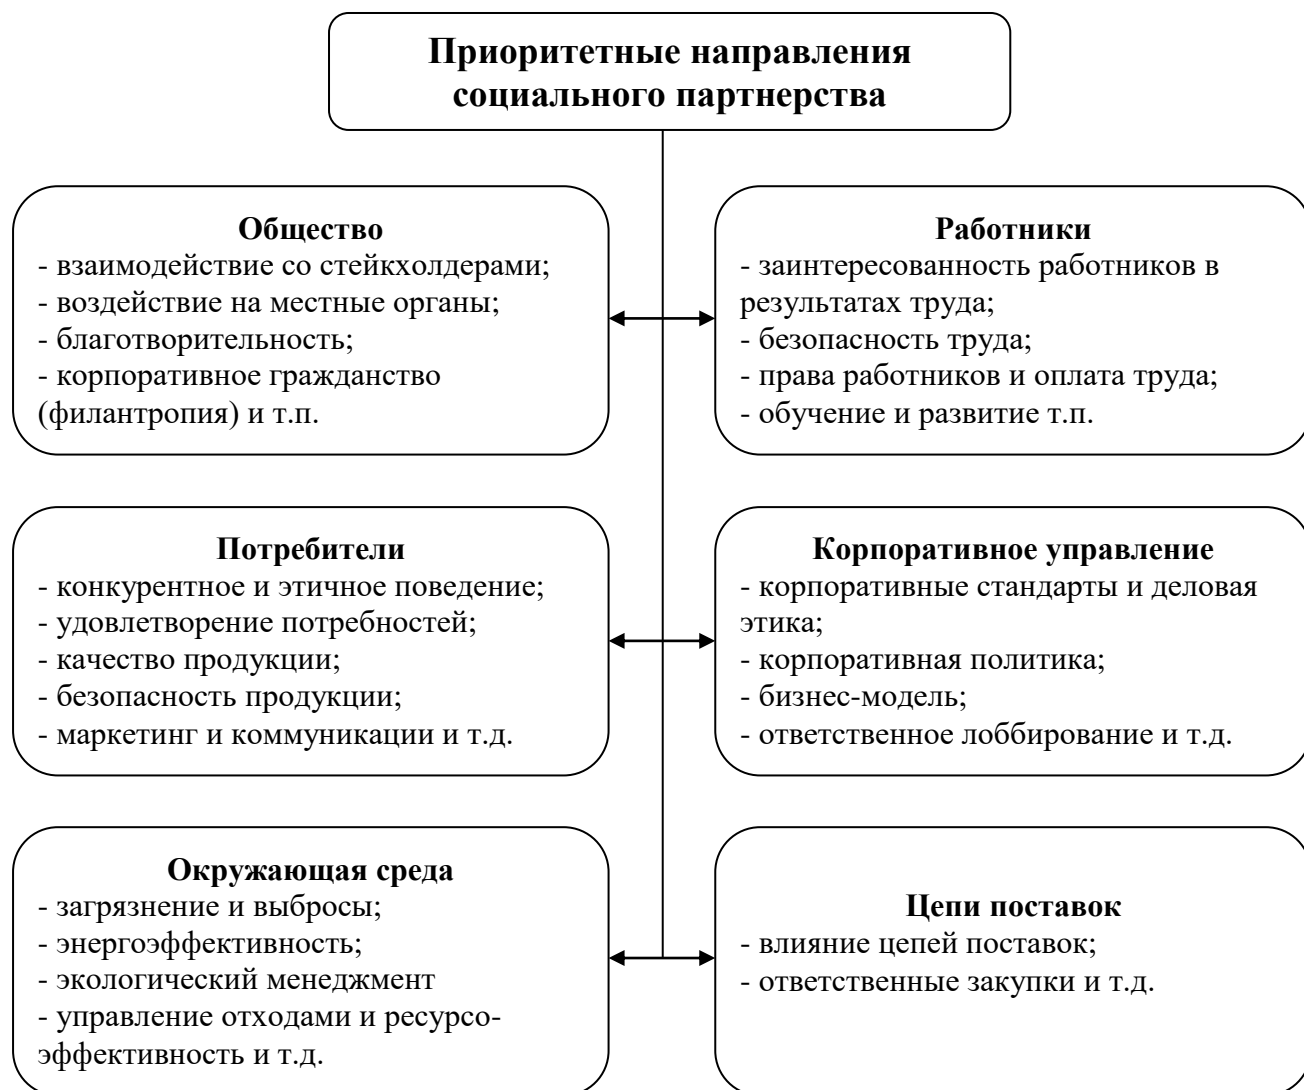 Приоритетные направления
социального партнерства
Общество
- взаимодействие со стейкхолдерами;
- воздействие на местные органы;
- благотворительность;
- корпоративное гражданство
(филантропия) и т.п.
Работники
- заинтересованность работников в
результатах труда;
- безопасность труда;
- права работников и оплата труда;
- обучение и развитие т.п.
Потребители
- конкурентное и этичное поведение;
- удовлетворение потребностей;
- качество продукции;
- безопасность продукции;
- маркетинг и коммуникации и т.д.
Корпоративное управление
- корпоративные стандарты и деловая
этика;
- корпоративная политика;
- бизнес-модель;
- ответственное лоббирование и т.д.
Окружающая среда
- загрязнение и выбросы;
- энергоэффективность;
- экологический менеджмент
- управление отходами и ресурсо-
эффективность и т.д.
Цепи поставок
- влияние цепей поставок;
- ответственные закупки и т.д.